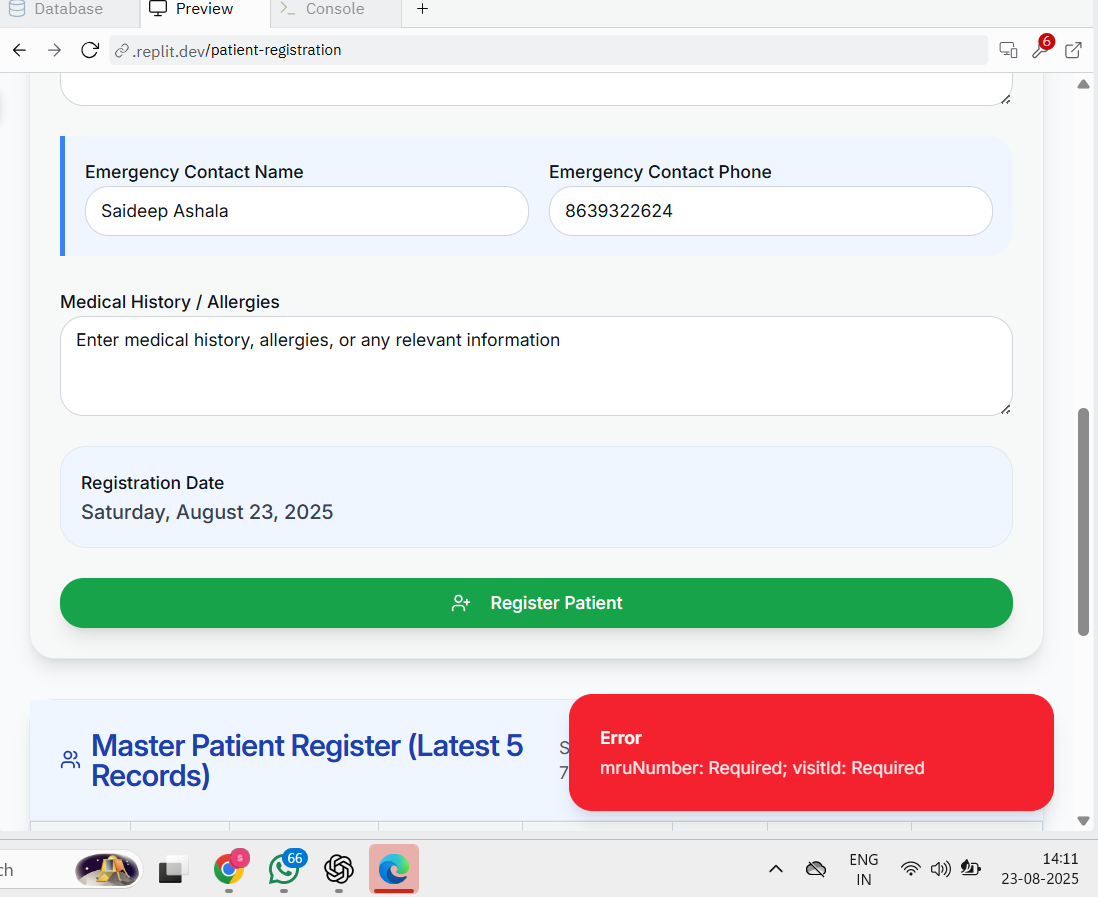 Database
Preview
Console
.replit.dev/patient-registration
6
Emergency Contact Name
Emergency Contact Phone
Saideep Ashala
8639322624
Medical History / Allergies
Enter medical history, allergies, or any relevant information
Registration Date
Saturday, August 23, 2025
Register Patient
Master Patient Register (Latest 5
Records)
S
7
Error
mruNumber: Required; visitId: Required
ch
s
66
ENG
IN
14:11
23-08-2025